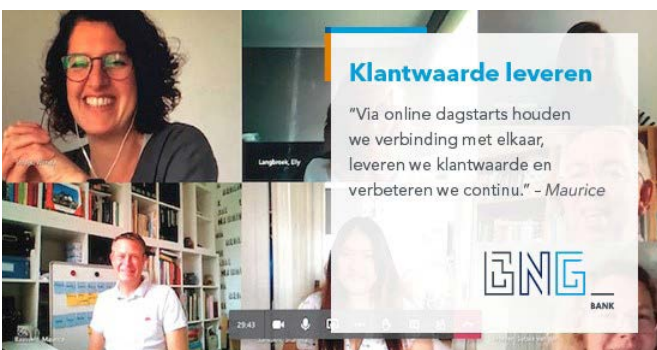 Klantwaarde leveren
"Via online dagstarts houden
we verbinding met elkaar,
leveren we klantwaarde en
verbeteren we continu." – Maurice
BNG
BANK
Langbroek, Elly
Maurice
29:43